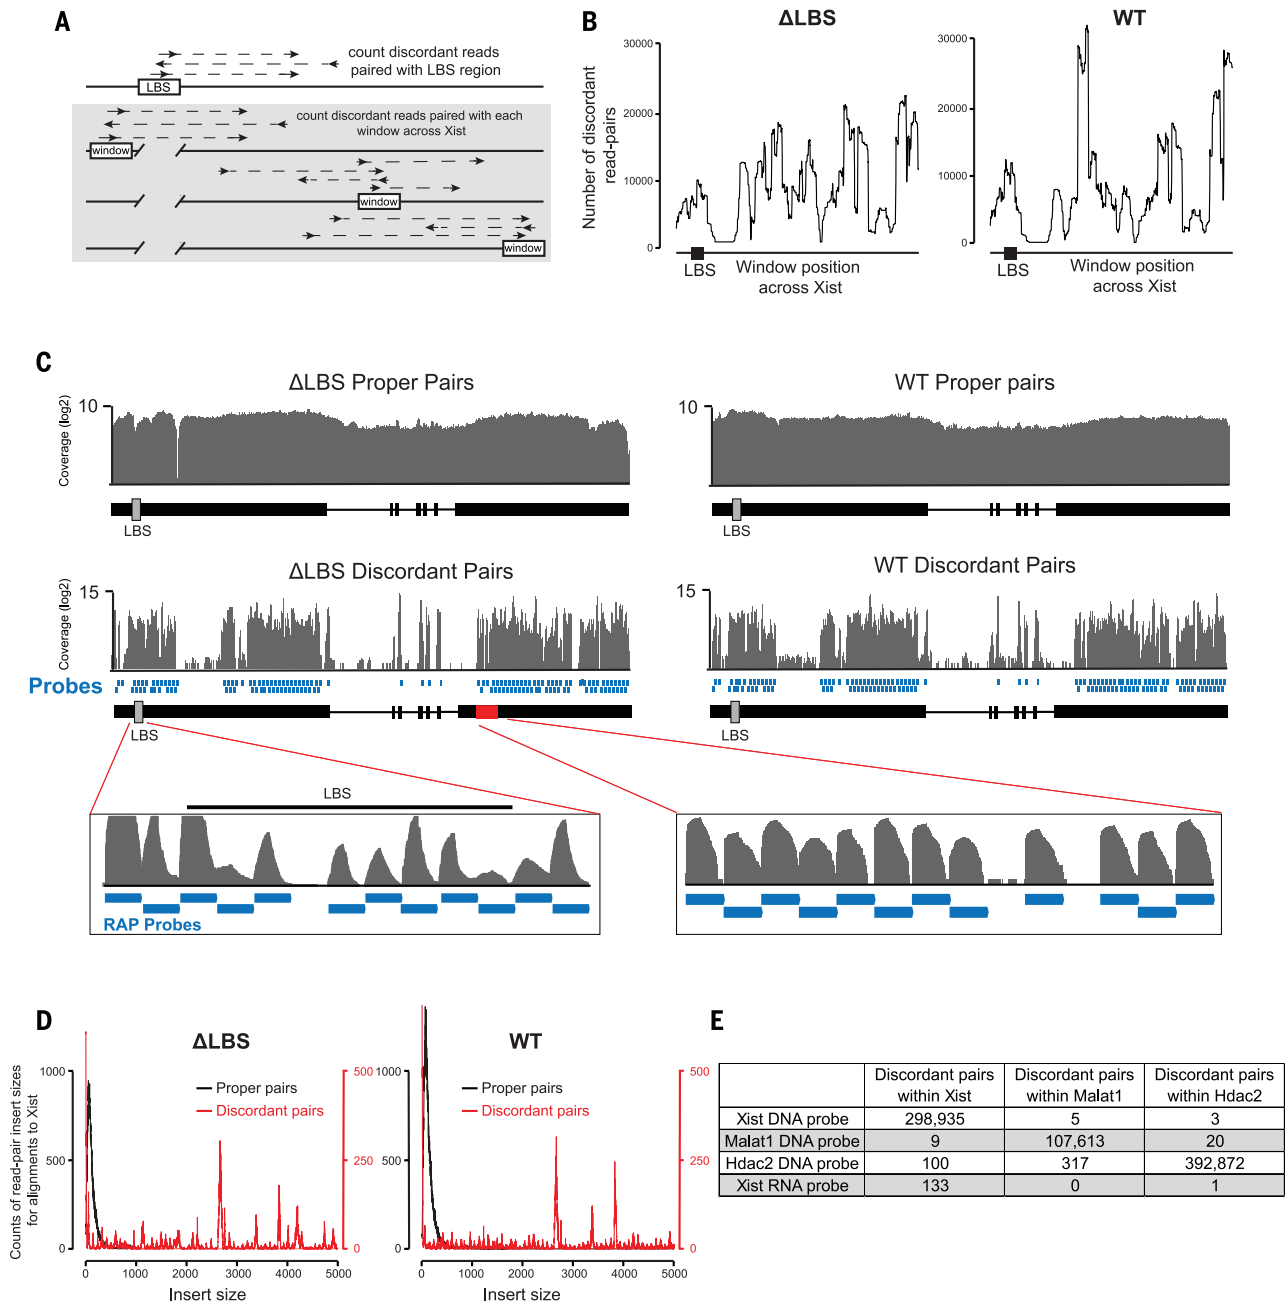 A
count discordant reads
paired with LBS region
LBS
count discordant reads paired with each
window across Xist
window
window
window
B
ΔLBS
WT
Number of discordant
read-pairs
30000
20000
10000
0
LBS
Window position
across Xist
30000
20000
10000
0
LBS
Window position
across Xist
C
ΔLBS Proper Pairs
WT Proper pairs
Coverage (log2)
10
LBS
10
LBS
ΔLBS Discordant Pairs
WT Discordant Pairs
Coverage (log2)
15
15
Probes
LBS
LBS
LBS
RAP Probes
D
ΔLBS
WT
Counts of read-pair insert sizes
for alignments to Xist
1000
500
0
Proper pairs
Discordant pairs
500
250
0
0
1000
2000
3000
4000
5000
Insert size
1000
500
0
Proper pairs
Discordant pairs
500
250
0
0
1000
2000
3000
4000
5000
Insert size
E
Discordant pairs within Xist
Discordant pairs within Malat1
Discordant pairs within Hdac2
Xist DNA probe 298,935 5 3
Malat1 DNA probe 9 107,613 20
Hdac2 DNA probe 100 317 392,872
Xist RNA probe 133 0 1